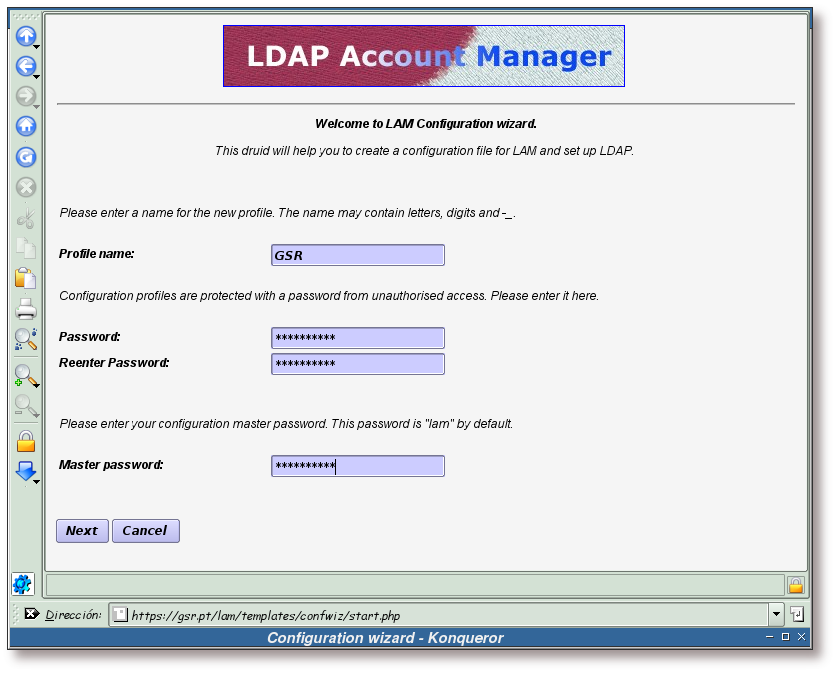 LDAP Account Manager
Welcome to LAM Configuration wizard.
This druid will help you to create a configuration file for LAM and set up LDAP.
Please enter a name for the new profile. The name may contain letters, digits and -_.
Profile name: GSR
Configuration profiles are protected with a password from unauthorised access. Please enter it here.
Password: **********
Reenter Password: **********
Please enter your configuration master password. This password is "lam" by default.
Master password: **********
Next Cancel
Dirección: https://gsr.pt/lam/templates/confwiz/start.php
Configuration wizard - Konqueror